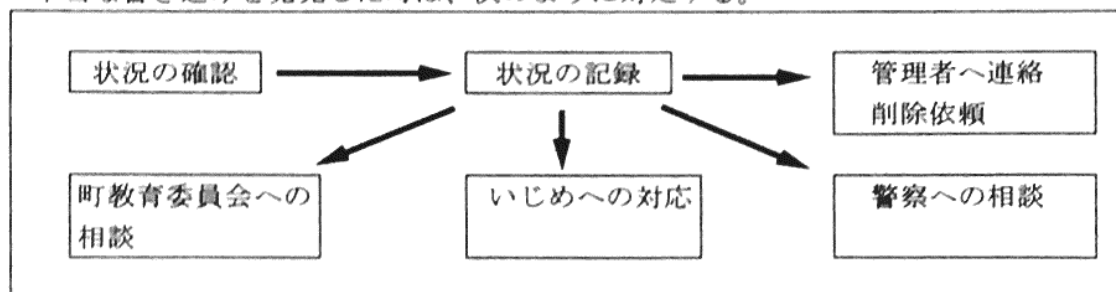 状況の確認
状況の記録
管理者へ連絡
削除依頼
町教育委員会への
相談
いじめへの対応
警察への相談